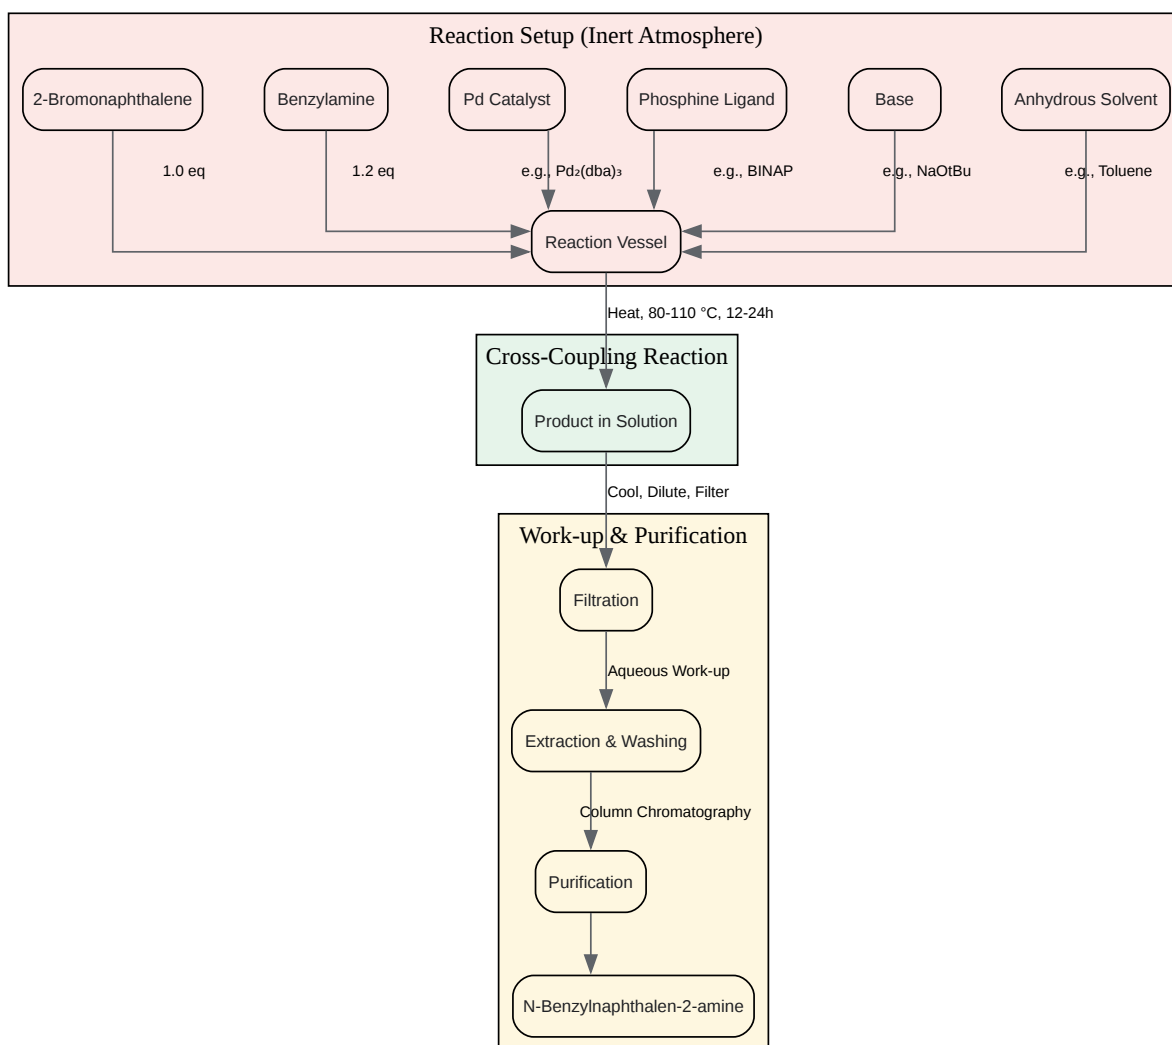 Reaction Setup (Inert Atmosphere)
2-Bromonaphthalene
Benzylamine
Pd Catalyst
Phosphine Ligand
Base
Anhydrous Solvent
1.0 eq
1.2 eq
e.g., Pd₂(dba)₃
e.g., BINAP
e.g., NaOtBu
e.g., Toluene
Reaction Vessel
Heat, 80-110 °C, 12-24h
Cross-Coupling Reaction
Product in Solution
Cool, Dilute, Filter
Work-up & Purification
Filtration
Aqueous Work-up
Extraction & Washing
Column Chromatography
Purification
N-Benzylnaphthalen-2-amine